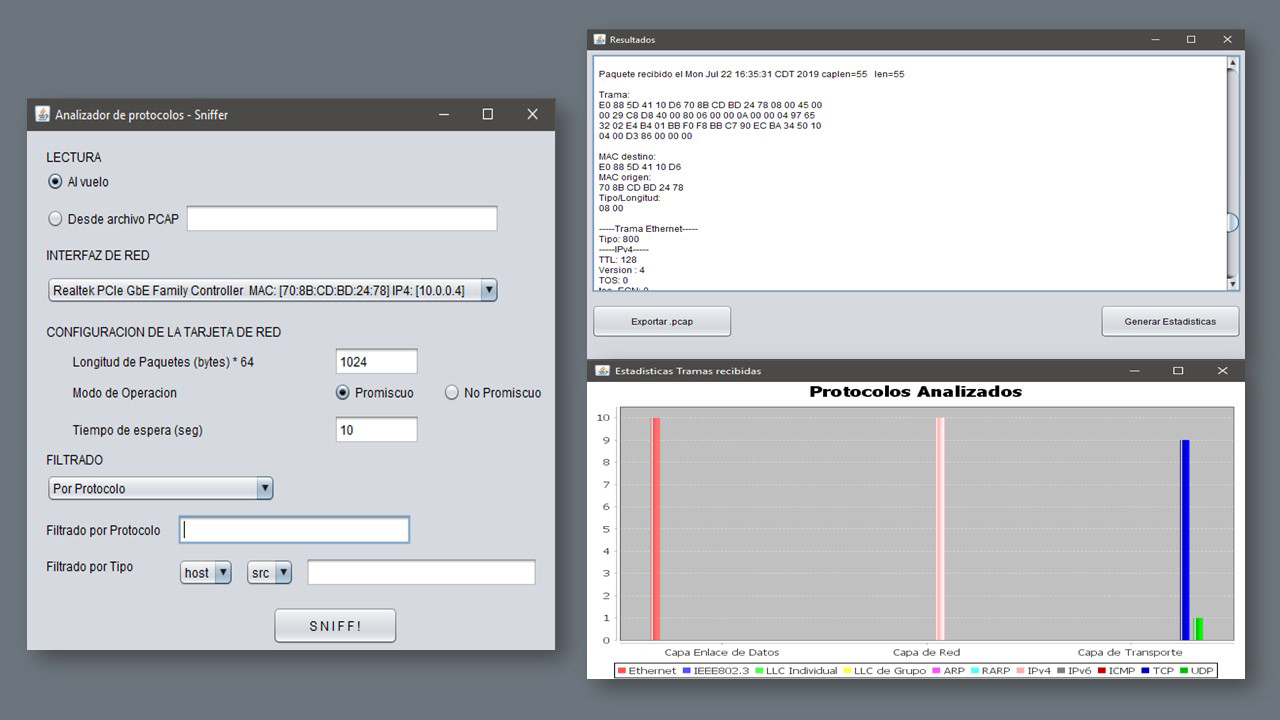 Analizador de protocolos - Sniffer
LECTURA
Al vuelo
Desde archivo PCAP
INTERFAZ DE RED
Realtek PCIe GbE Family Controller MAC: [70:8B:CD:BD:24:78] IP4: [10.0.0.4]
CONFIGURACION DE LA TARJETA DE RED
Longitud de Paquetes (bytes) * 64 1024
Modo de Operacion Promiscuo No Promiscuo
Tiempo de espera (seg) 10
FILTRADO
Por Protocolo
Filtrado por Protocolo
Filtrado por Tipo host src
SNIFF!
Resultados
Paquete recibido el Mon Jul 22 16:35:31 CDT 2019 caplen=55 len=55
Trama:
E0 88 5D 41 10 D6 70 8B CD BD 24 78 08 00 45 00
00 29 C8 D8 40 00 80 06 00 00 0A 00 00 04 97 65
32 02 E4 B4 01 BB F0 F8 BB C7 90 EC BA 34 50 10
04 00 D3 86 00 00 00
MAC destino:
E0 88 5D 41 10 D6
MAC origen:
70 8B CD BD 24 78
Tipo/Longitud:
08 00
-----Trama Ethernet-----
Tipo: 800
-----IPv4-----
TTL: 128
Version : 4
TOS: 0
Exportar .pcap
Generar Estadisticas
Estadisticas Tramas recibidas
Protocolos Analizados
10
9
8
7
6
5
4
3
2
1
0
Capa Enlace de Datos Capa de Red Capa de Transporte
Ethernet IEEE802.3 LLC Individual LLC de Grupo ARP RARP IPv4 IPv6 ICMP TCP UDP